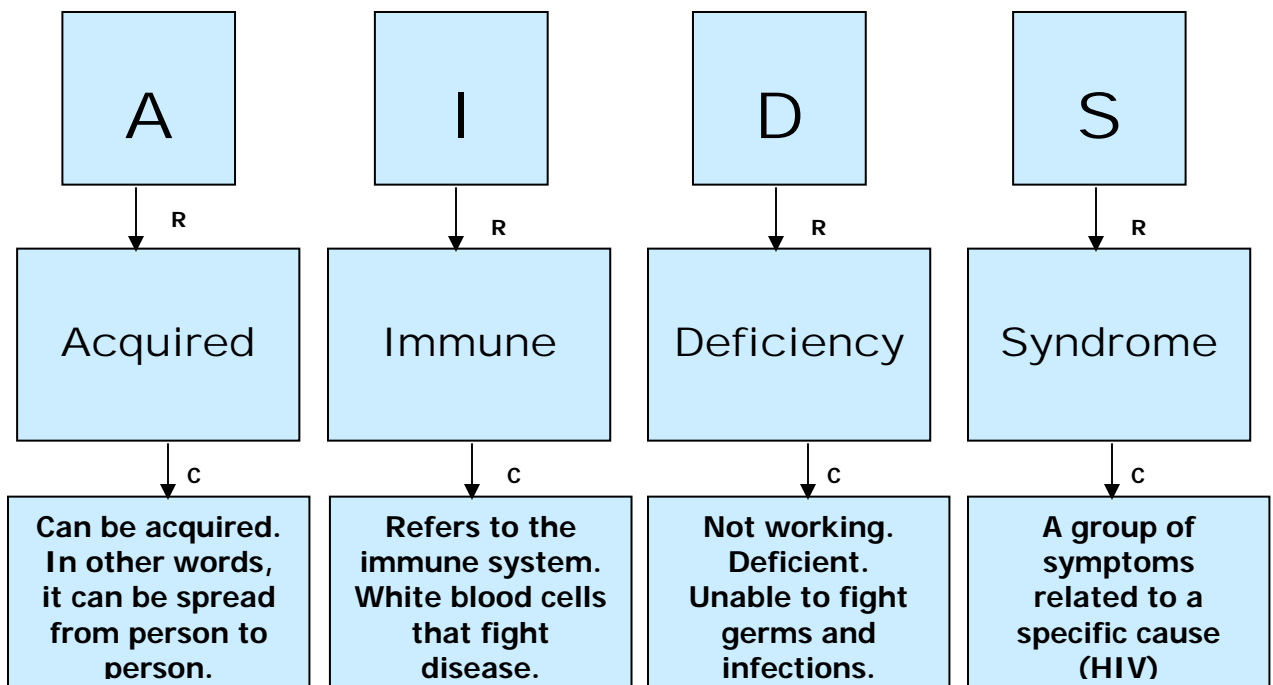 A
I
D
S
R
R
R
R
Acquired
Immune
Deficiency
Syndrome
C
C
C
C
Can be acquired.
In other words,
it can be spread
from person to
person.
Refers to the
immune system.
White blood cells
that fight
disease.
Not working.
Deficient.
Unable to fight
germs and
infections.
A group of
symptoms
related to a
specific cause
(HIV)